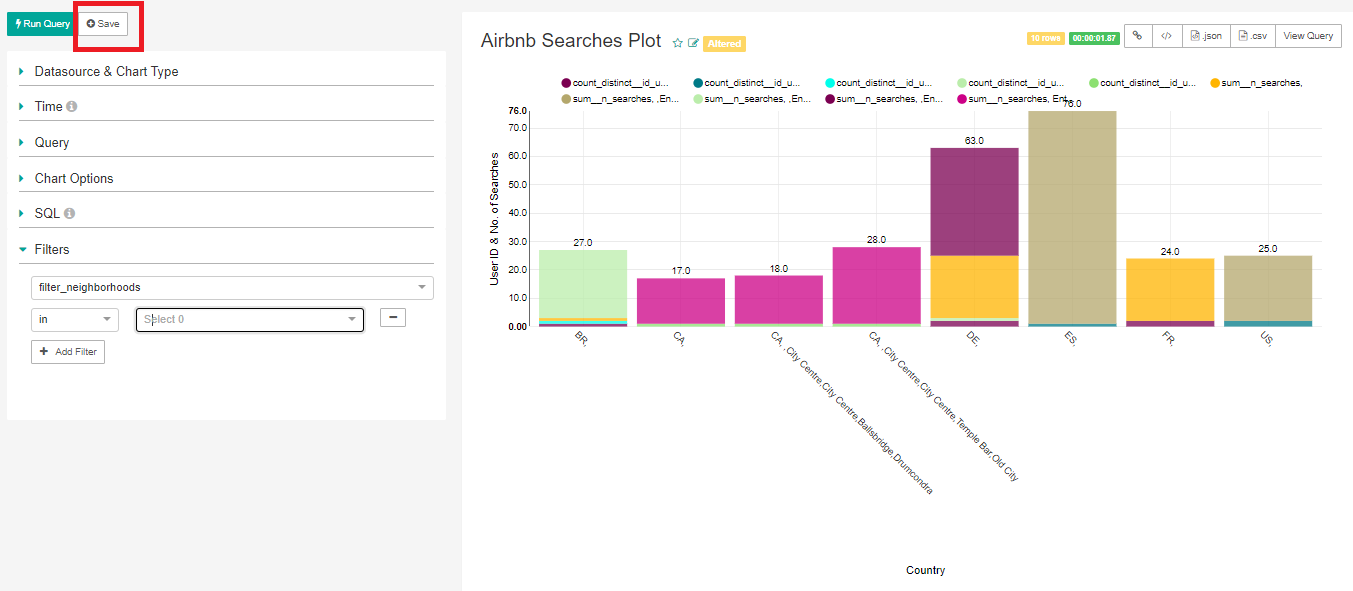 Run Query Save
Datasource & Chart Type
Time
Query
Chart Options
SQL
Filters
filter_neighborhoods
in Select 0
Add Filter
Airbnb Searches Plot Altered
10 rows 00:00:01.87 .json .csv View Query
count_distinct__id_u... count_distinct__id_u... count_distinct__id_u... count_distinct__id_u... count_distinct__id_u... sum__n_searches,
sum__n_searches, ,En... sum__n_searches, ,En... sum__n_searches, ,En... sum__n_searches, Ent...
76.0
70.0
60.0
50.0
40.0
30.0
20.0
10.0
0.00
User ID & No. of Searches
27.0
17.0
18.0
28.0
63.0
76.0
24.0
25.0
BR,
CA,
CA, ,City Centre,City Centre,Ballsbridge,Drumcondra
CA, ,City Centre,City Centre,Temple Bar,Old City
DE,
ES,
FR,
US,
Country